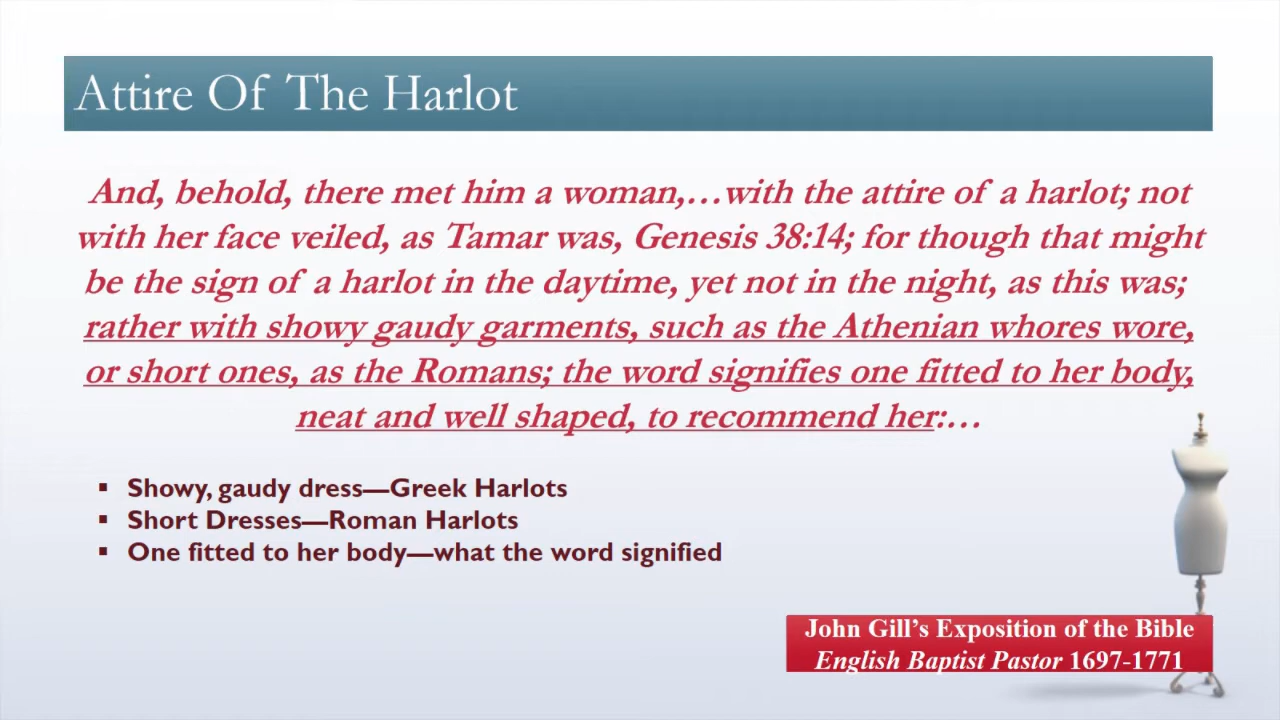 Attire Of The Harlot
And, behold, there met him a woman,…with the attire of a harlot; not
with her face veiled, as Tamar was, Genesis 38:14; for though that might
be the sign of a harlot in the daytime, yet not in the night, as this was;
rather with showy gaudy garments, such as the Athenian whores wore,
or short ones, as the Romans; the word signifies one fitted to her body,
neat and well shaped, to recommend her:…
▪ Showy, gaudy dress—Greek Harlots
▪ Short Dresses—Roman Harlots
▪ One fitted to her body—what the word signified
John Gill’s Exposition of the Bible
English Baptist Pastor 1697-1771